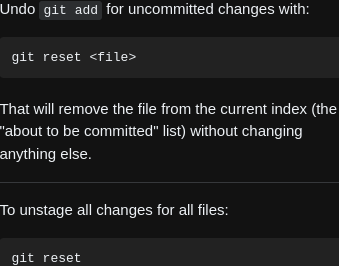 Undo git add for uncommitted changes with:
git reset <file>
That will remove the file from the current index (the
"about to be committed" list) without changing
anything else.
To unstage all changes for all files:
git reset